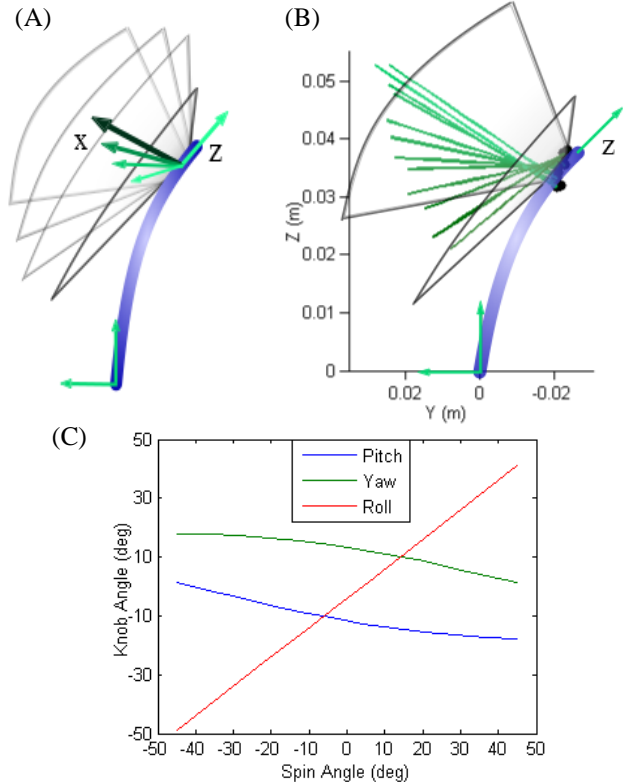 (A)
X
Z
(B)
0.05
0.04
0.03
0.02
0.01
0
Z (m)
Z
0.02
0
-0.02
Y (m)
(C)
50
30
10
-10
-30
-50
Knob Angle (deg)
Pitch
Yaw
Roll
-50 -40 -30 -20 -10 0 10 20 30 40 50
Spin Angle (deg)